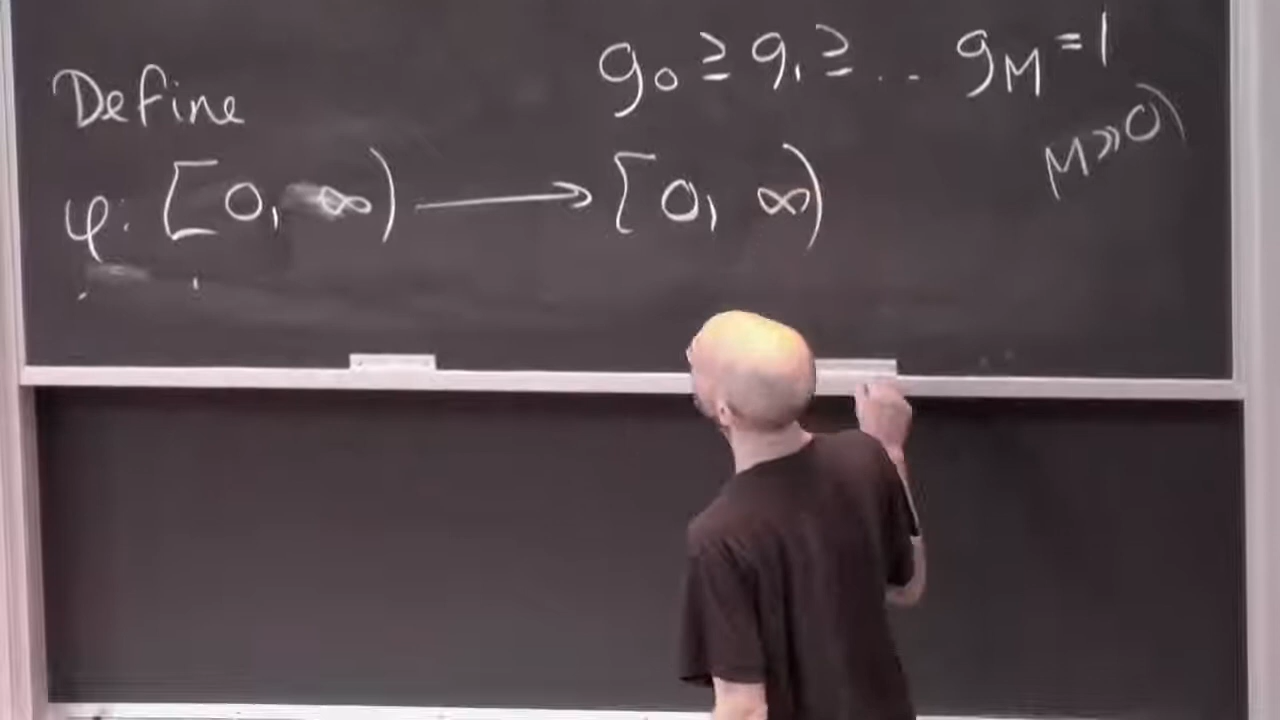 g₀ ≥ g₁ ≥ ... g_M = 1
M >> 0)
Define
φ: [0, ∞) ⟶ [0, ∞)